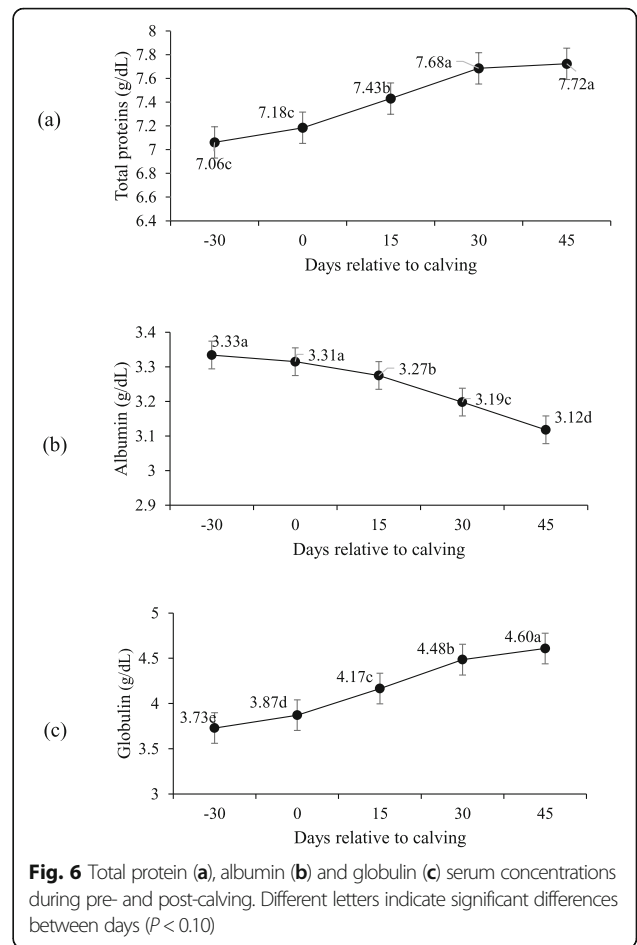 (a)
Total proteins (g/dL)
8
7.8
7.6
7.4
7.2
7
6.8
6.6
6.4
7.06c
7.18c
7.43b
7.68a
7.72a
-30 0 15 30 45
Days relative to calving
(b)
Albumin (g/dL)
3.4
3.3
3.2
3.1
3
2.9
3.33a
3.31a
3.27b
3.19c
3.12d
-30 0 15 30 45
Days relative to calving
(c)
Globulin (g/dL)
5
4.5
4
3.5
3
3.73e
3.87d
4.17c
4.48b
4.60a
-30 0 15 30 45
Days relative to calving
Fig. 6 Total protein (a), albumin (b) and globulin (c) serum concentrations
during pre- and post-calving. Different letters indicate significant differences
between days (P < 0.10)